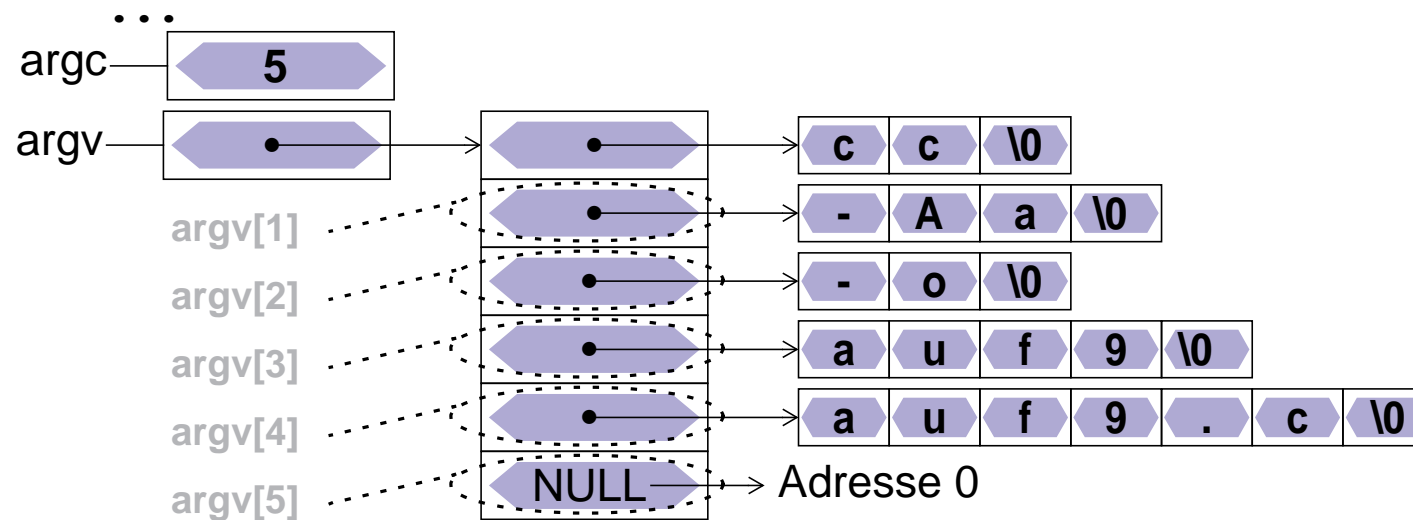 ...
argc 5
argv c c \0
argv[1] - A a \0
argv[2] - o \0
argv[3] a u f 9 \0
argv[4] a u f 9 . c \0
argv[5] NULL Adresse 0